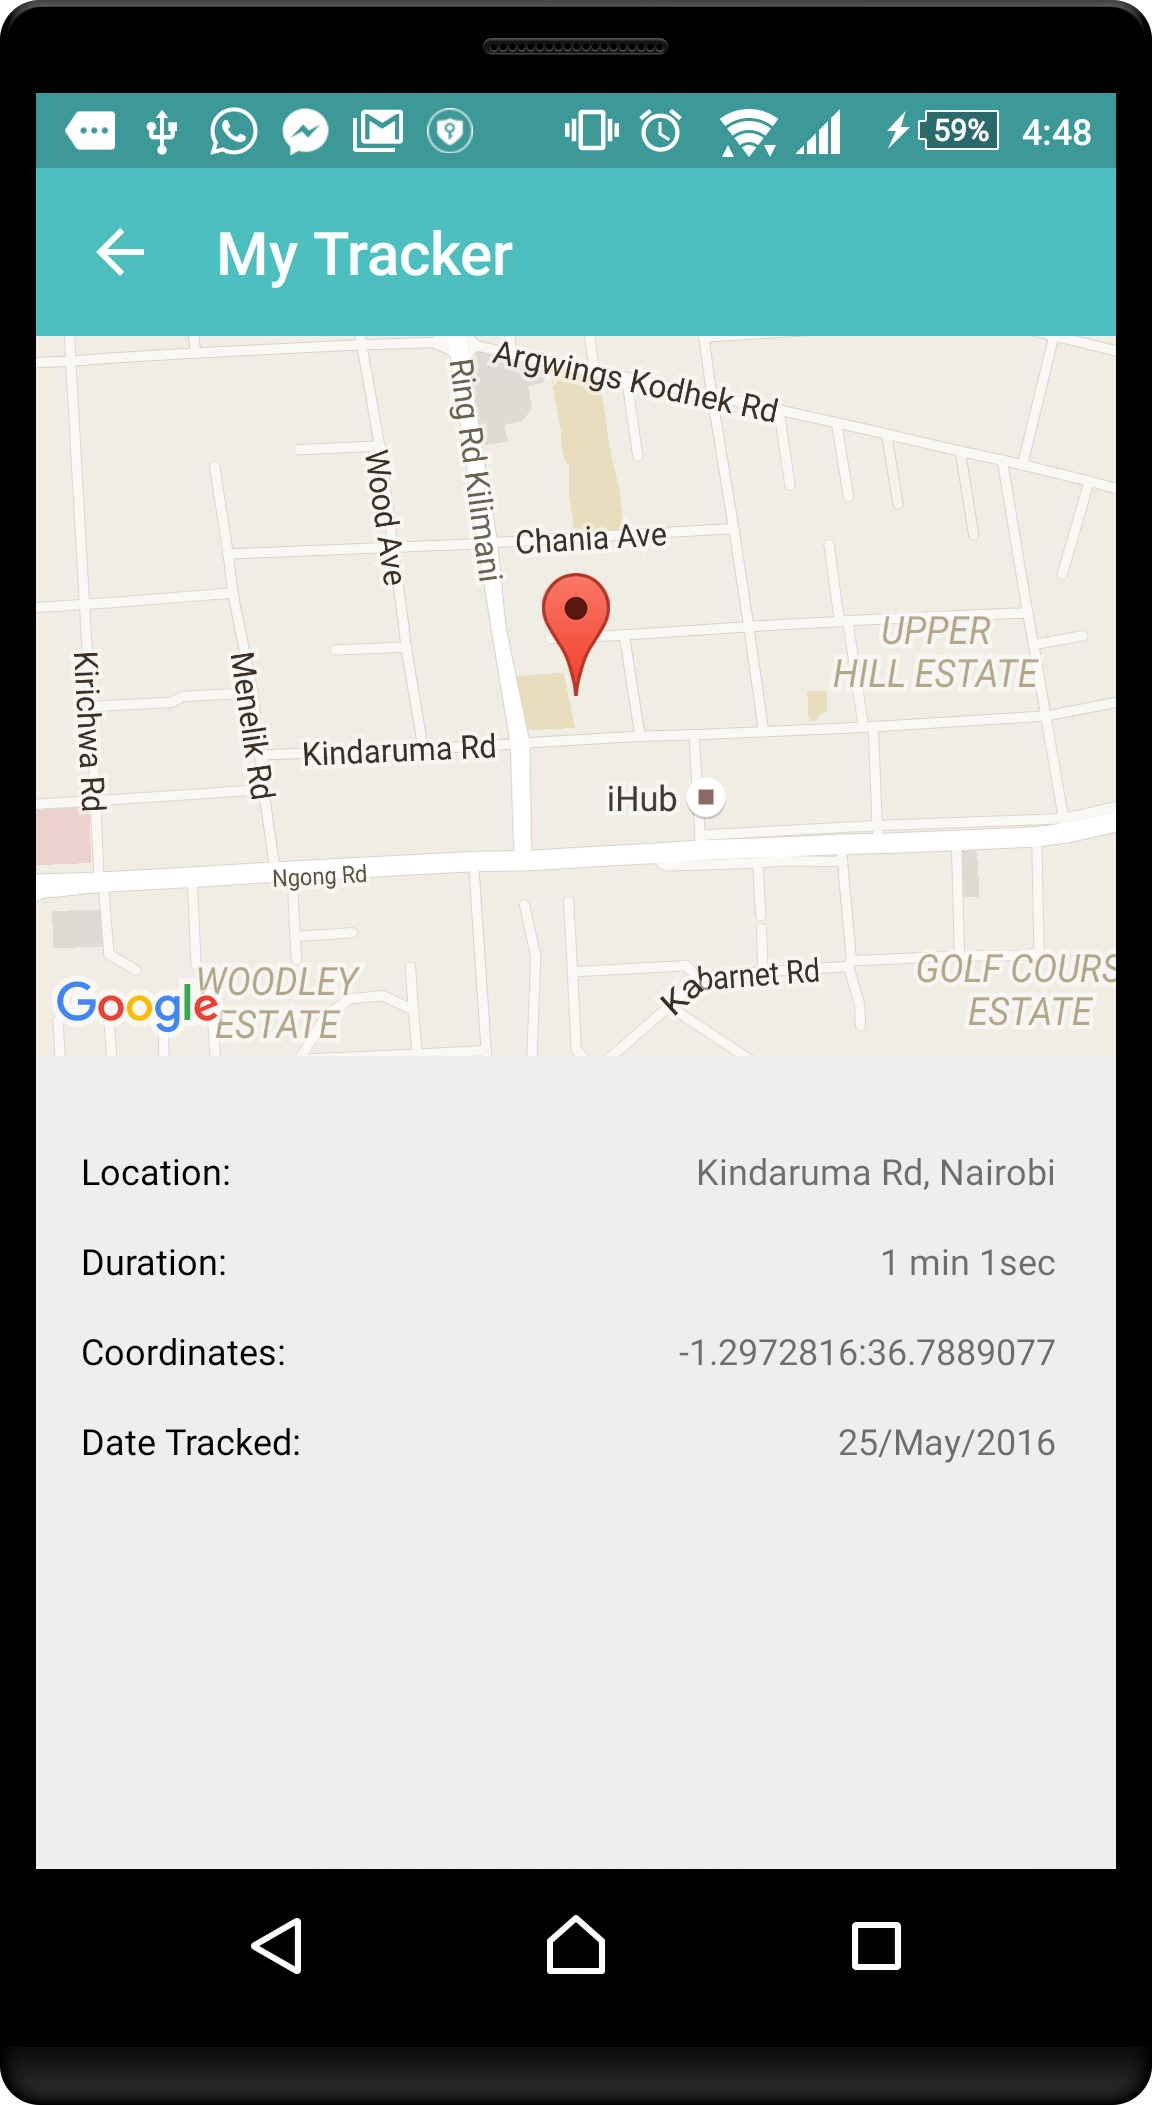 59%
4:48
My Tracker
Argwings Kodhek Rd
Ring Rd Kilimani
Wood Ave
Chania Ave
UPPER
HILL ESTATE
Kirichwa Rd
Menelik Rd
Kindaruma Rd
iHub
Ngong Rd
Kabarnet Rd
WOODLEY
ESTATE
GOLF COURS
ESTATE
Google
Location: Kindaruma Rd, Nairobi
Duration: 1 min 1sec
Coordinates: -1.2972816:36.7889077
Date Tracked: 25/May/2016